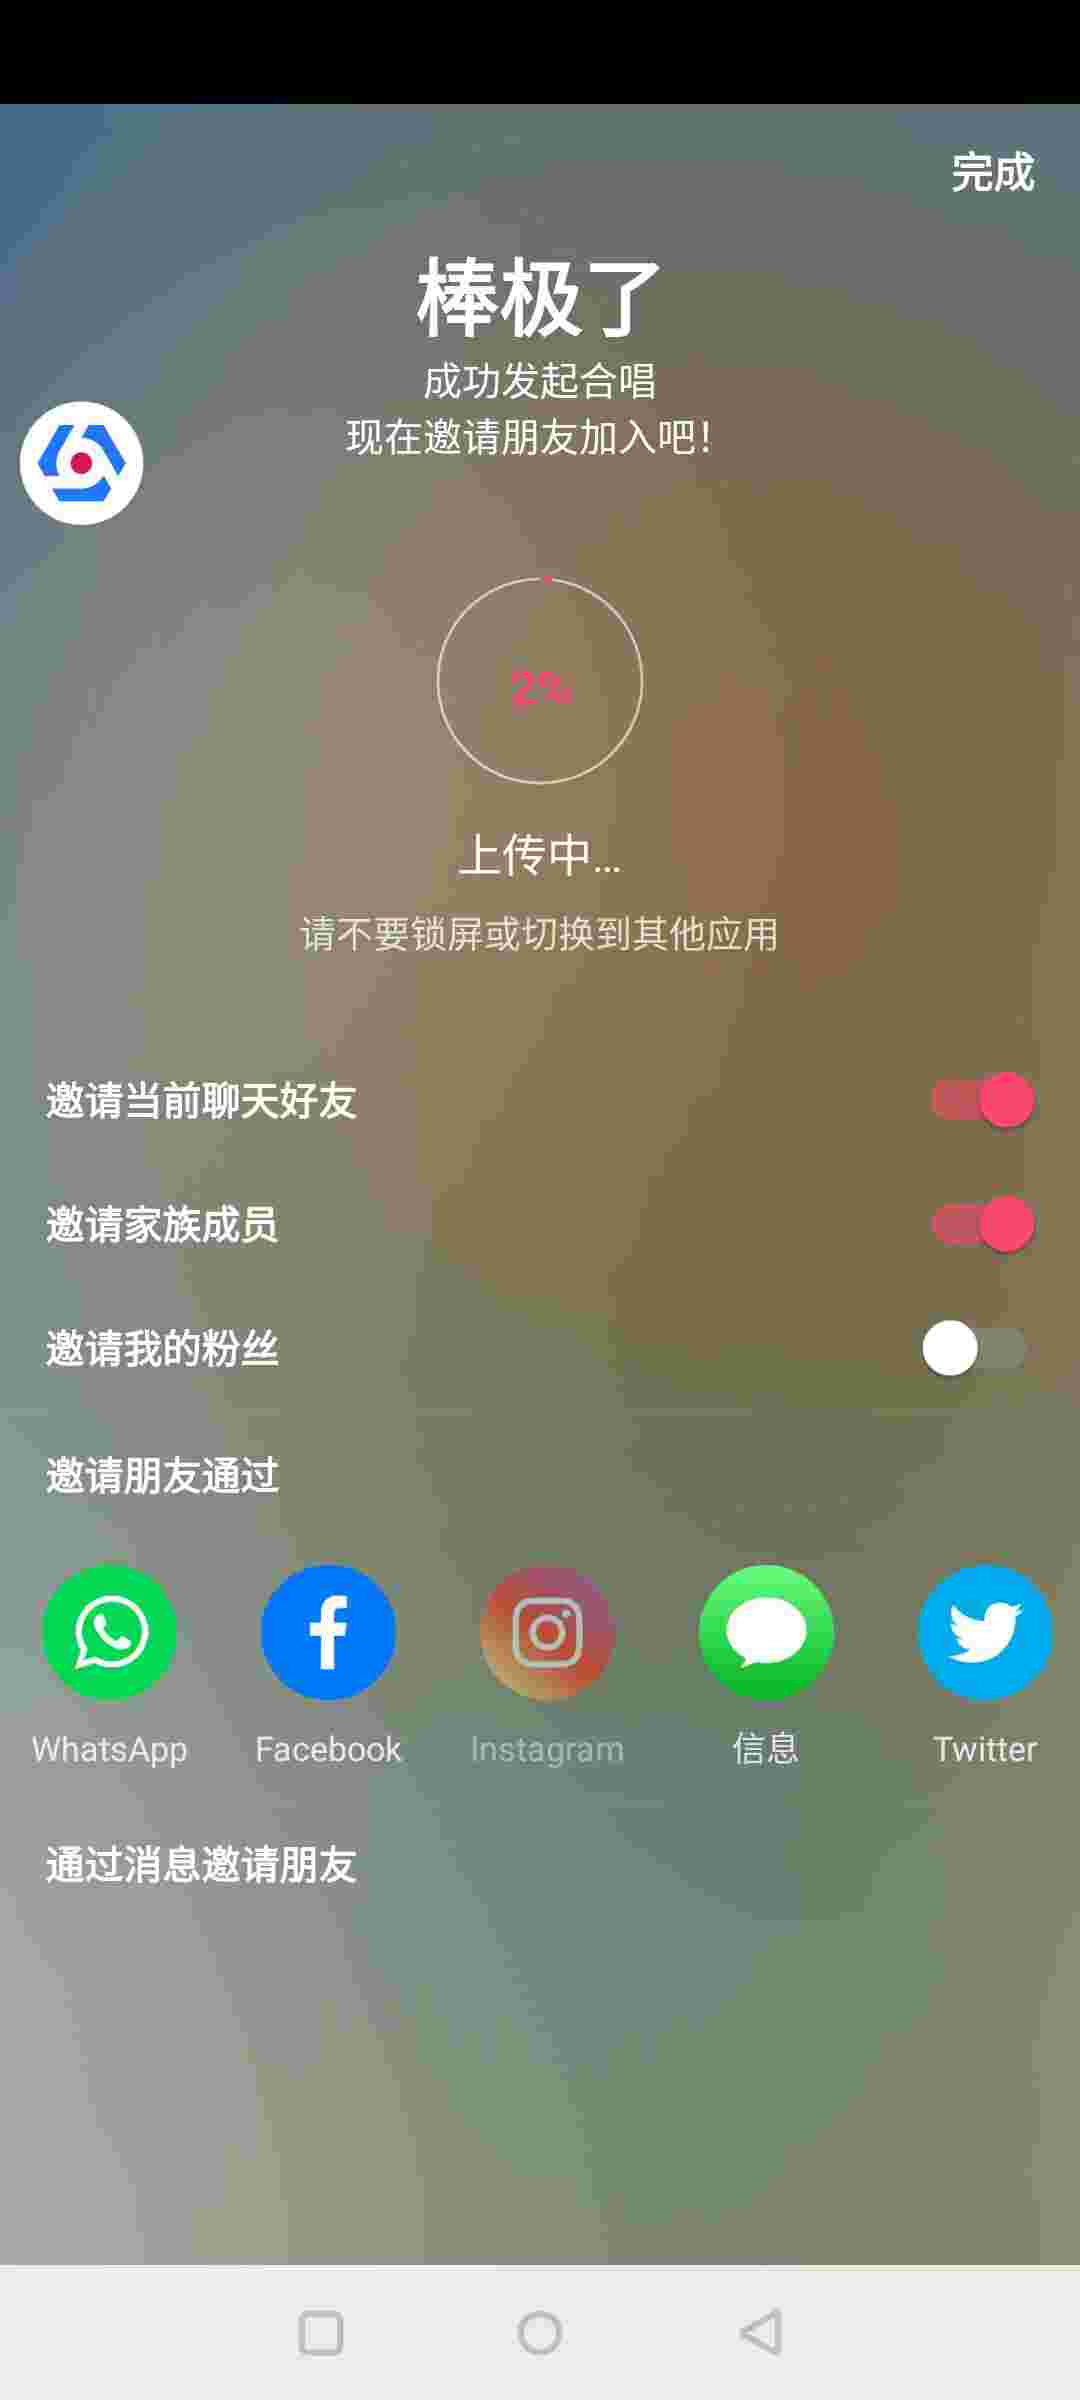 完成
棒极了
成功发起合唱
现在邀请朋友加入吧!
2%
上传中...
请不要锁屏或切换到其他应用
邀请当前聊天好友
邀请家族成员
邀请我的粉丝
邀请朋友通过
WhatsApp Facebook Instagram 信息 Twitter
通过消息邀请朋友